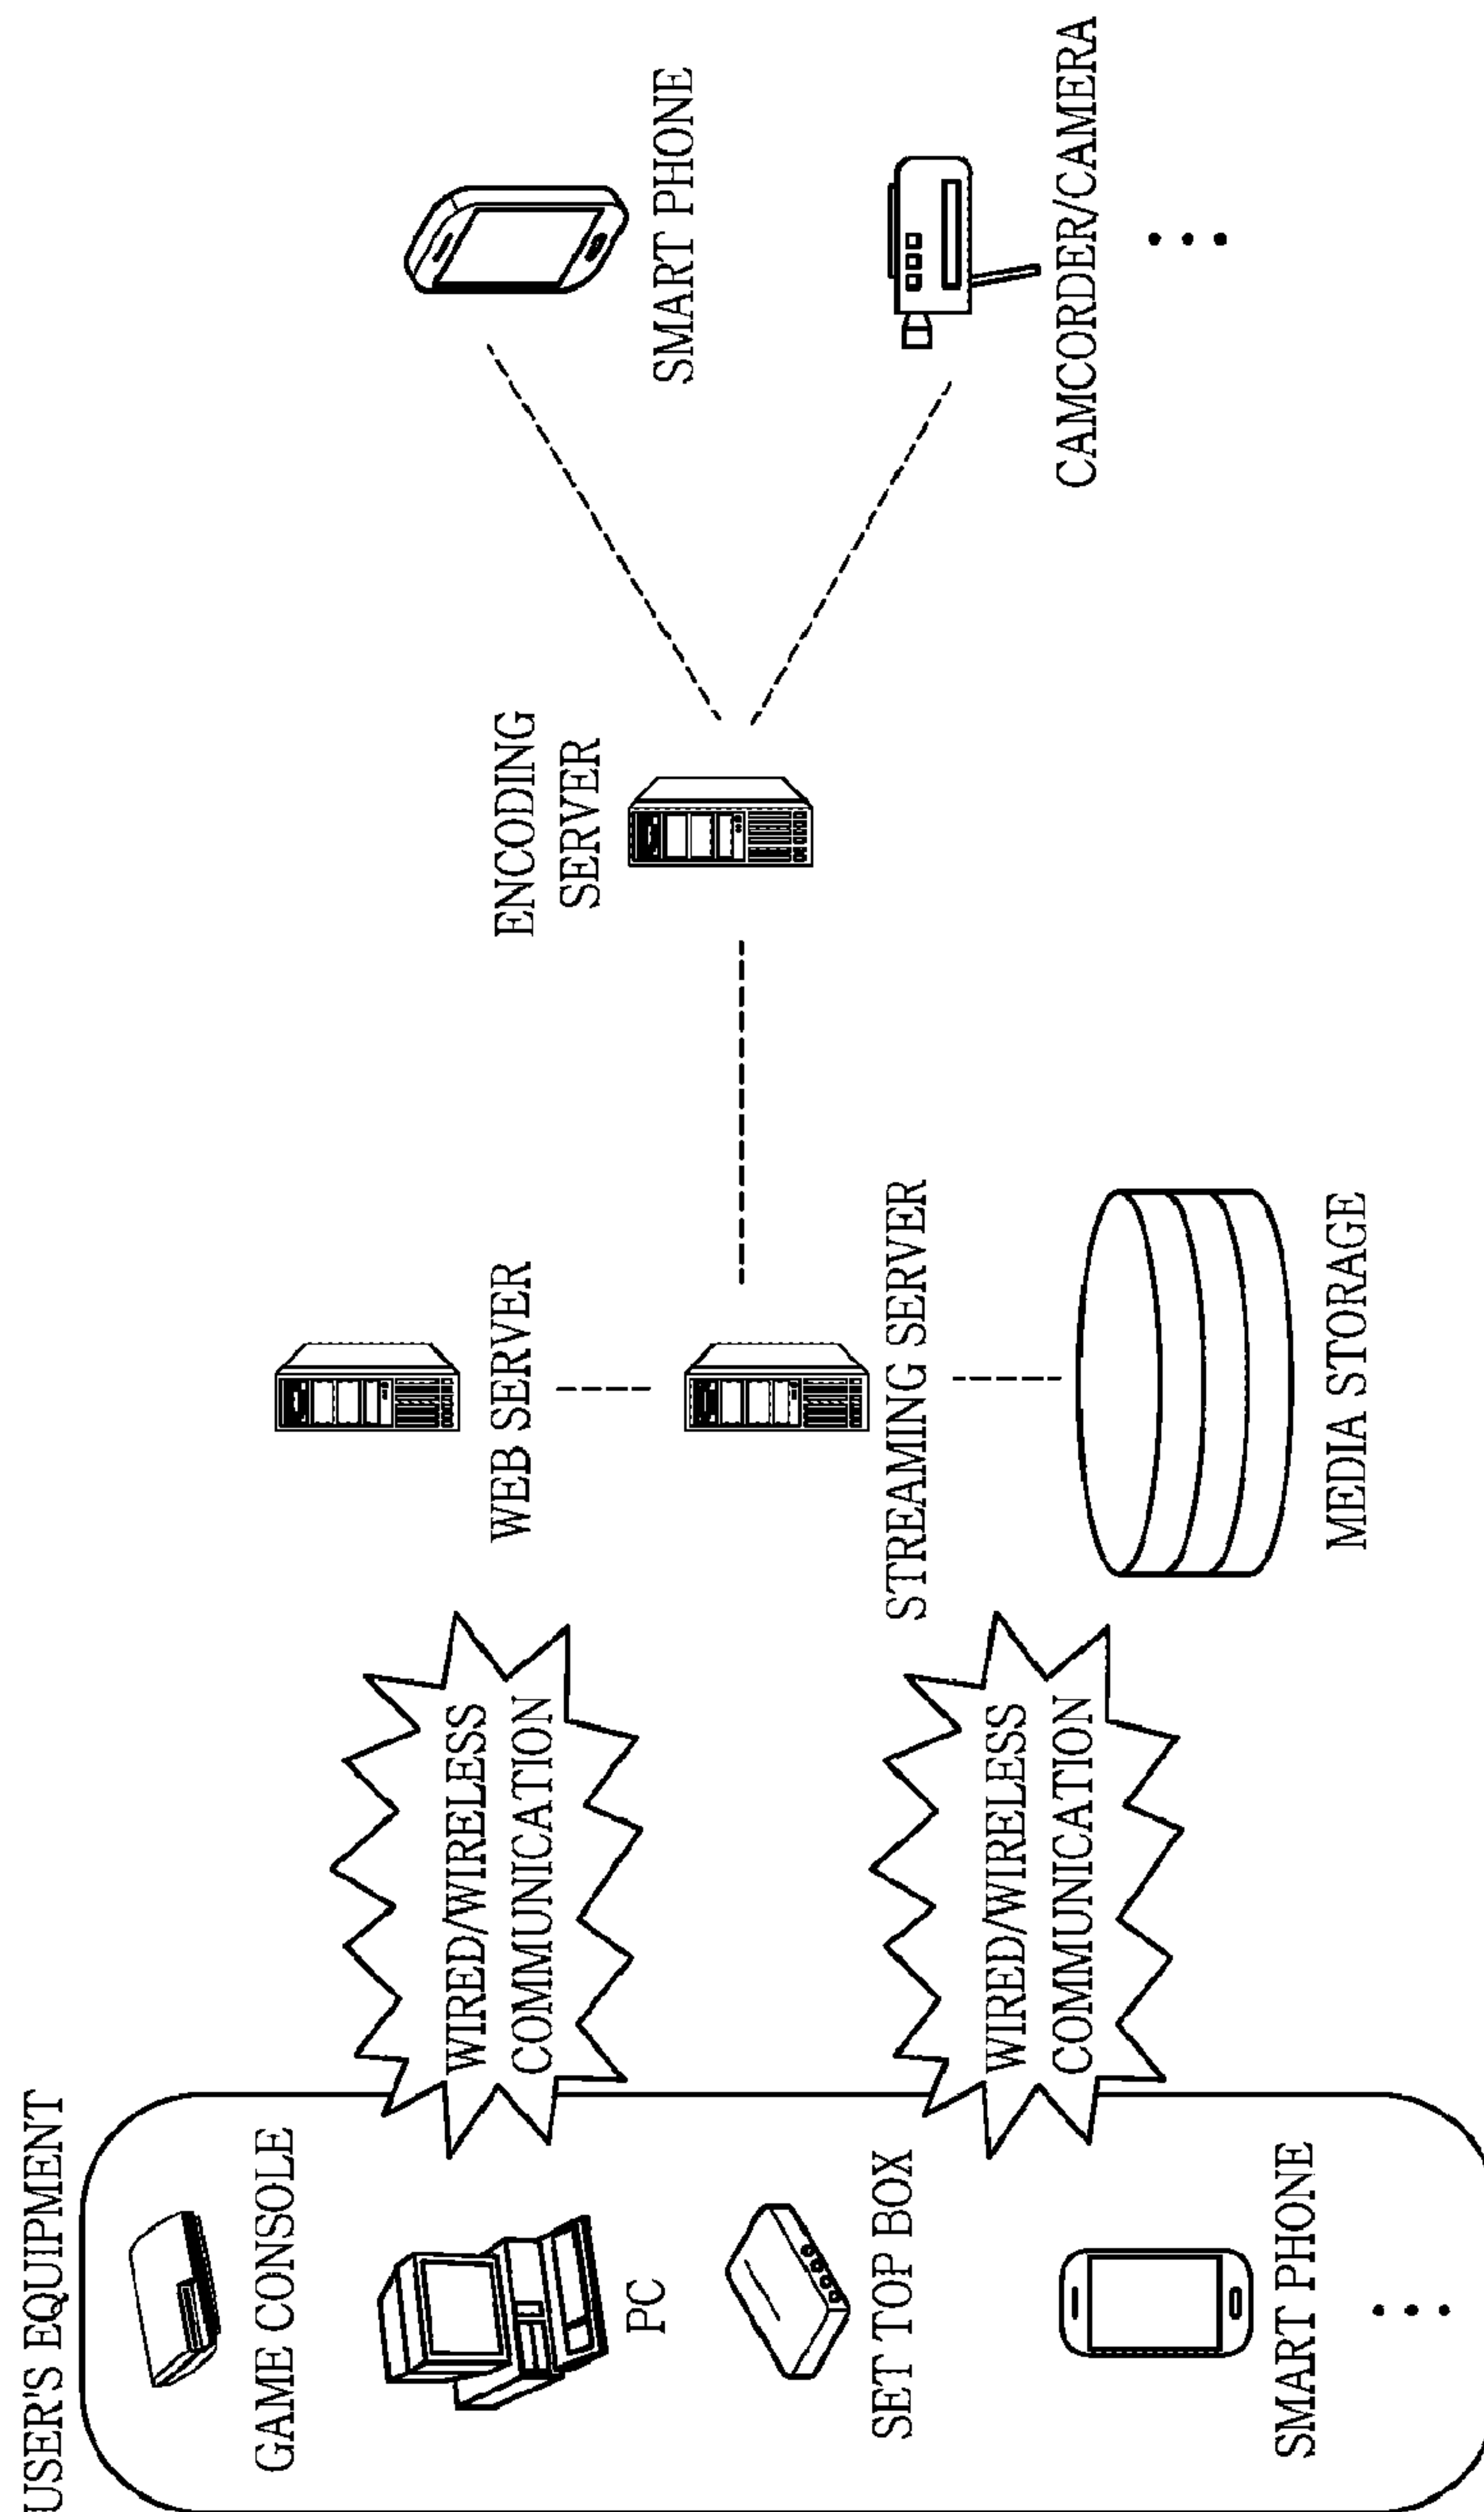 USER'S EQUIPMENT
GAME CONSOLE
PC
SET TOP BOX
SMART PHONE
WIRED/WIRELESS
COMMUNICATION
WIRED/WIRELESS
COMMUNICATION
WEB SERVER
STREAMING SERVER
MEDIA STORAGE
ENCODING
SERVER
SMART PHONE
CAMCORDER/CAMERA